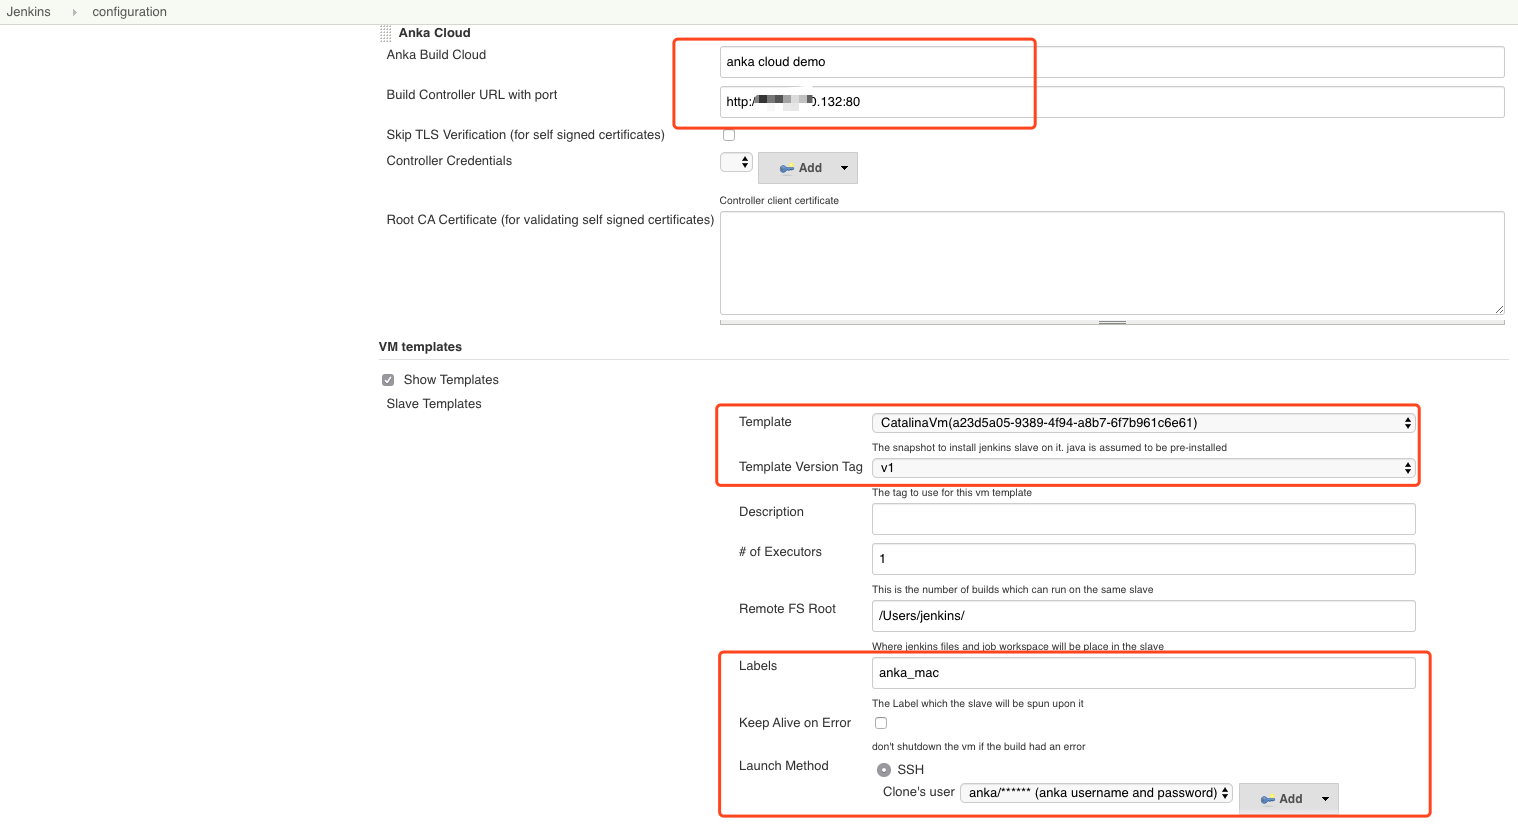 Jenkins configuration
Anka Cloud
Anka Build Cloud
anka cloud demo
Build Controller URL with port
http:/ .132:80
Skip TLS Verification (for self signed certificates)
Controller Credentials
Add
Controller client certificate
Root CA Certificate (for validating self signed certificates)
VM templates
Show Templates
Slave Templates
Template
CatalinaVm(a23d5a05-9389-4f94-a8b7-6f7b961c6e61)
The snapshot to install jenkins slave on it. java is assumed to be pre-installed
Template Version Tag
v1
The tag to use for this vm template
Description
# of Executors
1
This is the number of builds which can run on the same slave
Remote FS Root
/Users/jenkins/
Where jenkins files and job workspace will be place in the slave
Labels
anka_mac
The Label which the slave will be spun upon it
Keep Alive on Error
don't shutdown the vm if the build had an error
Launch Method
SSH
Clone's user
anka/****** (anka username and password)
Add